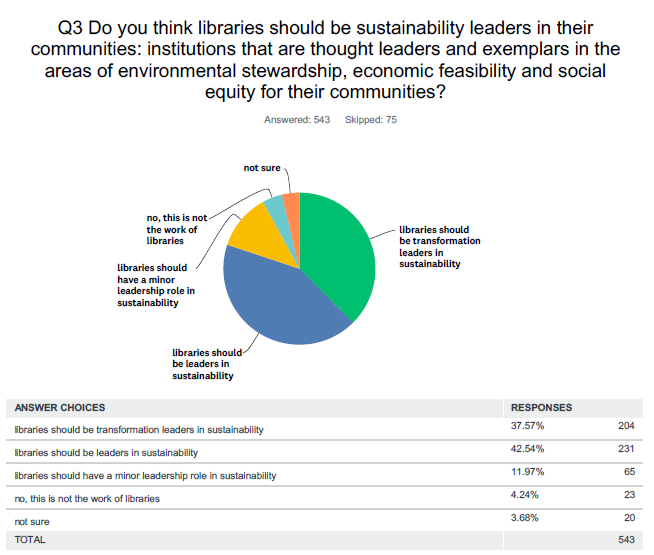 Q3 Do you think libraries should be sustainability leaders in their
communities: institutions that are thought leaders and exemplars in the
areas of environmental stewardship, economic feasibility and social
equity for their communities?
Answered: 543 Skipped: 75
not sure
no, this is not
the work of
libraries
libraries should
have a minor
leadership role in
sustainability
libraries should
be leaders in
sustainability
libraries should
be transformation
leaders in
sustainability
ANSWER CHOICES RESPONSES
libraries should be transformation leaders in sustainability 37.57% 204
libraries should be leaders in sustainability 42.54% 231
libraries should have a minor leadership role in sustainability 11.97% 65
no, this is not the work of libraries 4.24% 23
not sure 3.68% 20
TOTAL 543